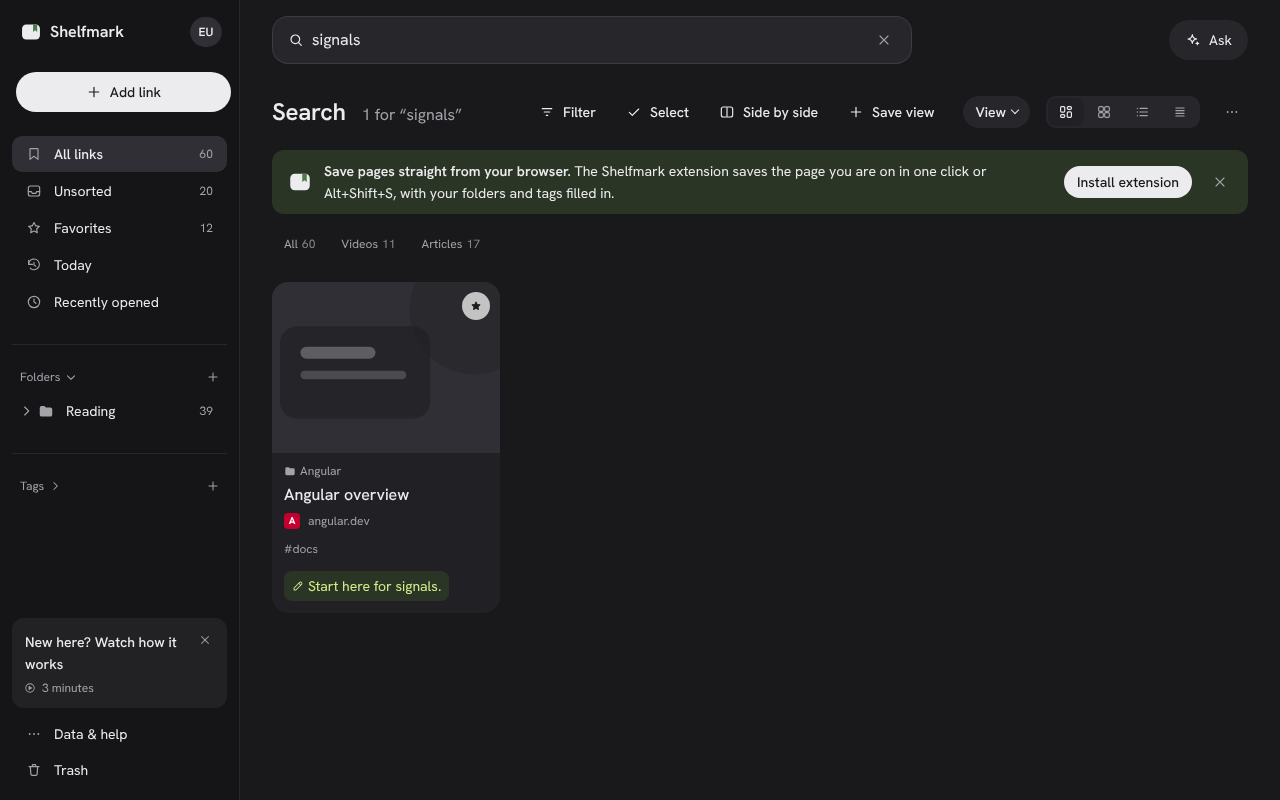 Shelfmark
EU
Add link
All links 60
Unsorted 20
Favorites 12
Today
Recently opened
Folders
Reading 39
Tags
New here? Watch how it
works
3 minutes
Data & help
Trash
signals
Ask
Search 1 for “signals”
Filter Select Side by side Save view View
Save pages straight from your browser. The Shelfmark extension saves the page you are on in one click or
Alt+Shift+S, with your folders and tags filled in.
Install extension
All 60 Videos 11 Articles 17
Angular
Angular overview
A angular.dev
#docs
Start here for signals.